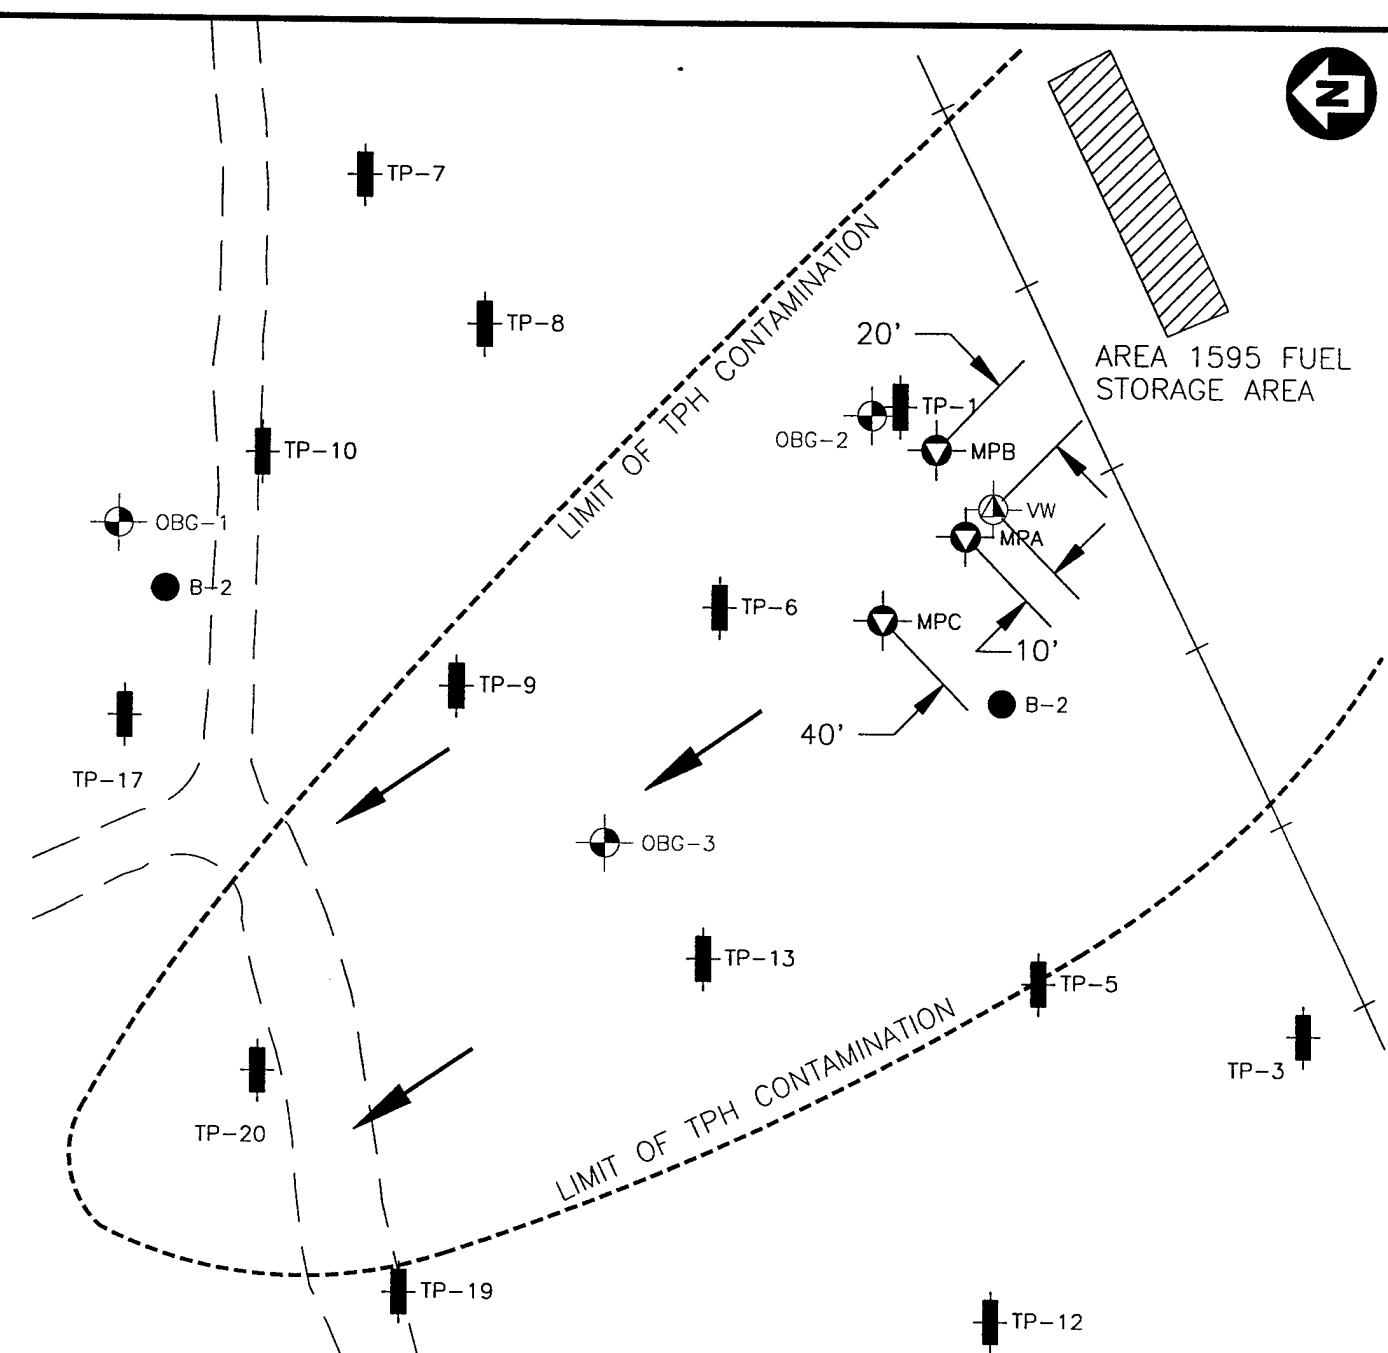 N
TP-7
LIMIT OF TPH CONTAMINATION
TP-8
20'
AREA 1595 FUEL
STORAGE AREA
TP-1
OBG-2
TP-10
MPB
OBG-1
VW
MPA
B-2
TP-6
MPC
10'
TP-9
B-2
40'
TP-17
OBG-3
TP-13
TP-5
LIMIT OF TPH CONTAMINATION
TP-3
TP-20
TP-19
TP-12